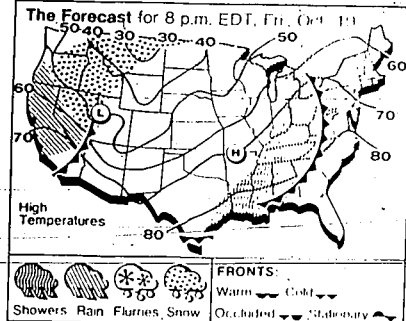 The Forecast for 8 p.m. EDT, Fri., Oct. 19
50 40 30 30 40 50
60
60
70
70
80
L
H
High
Temperatures
80
FRONTS:
Warm Cold
Showers Rain Flurries Snow
Occluded Stationary